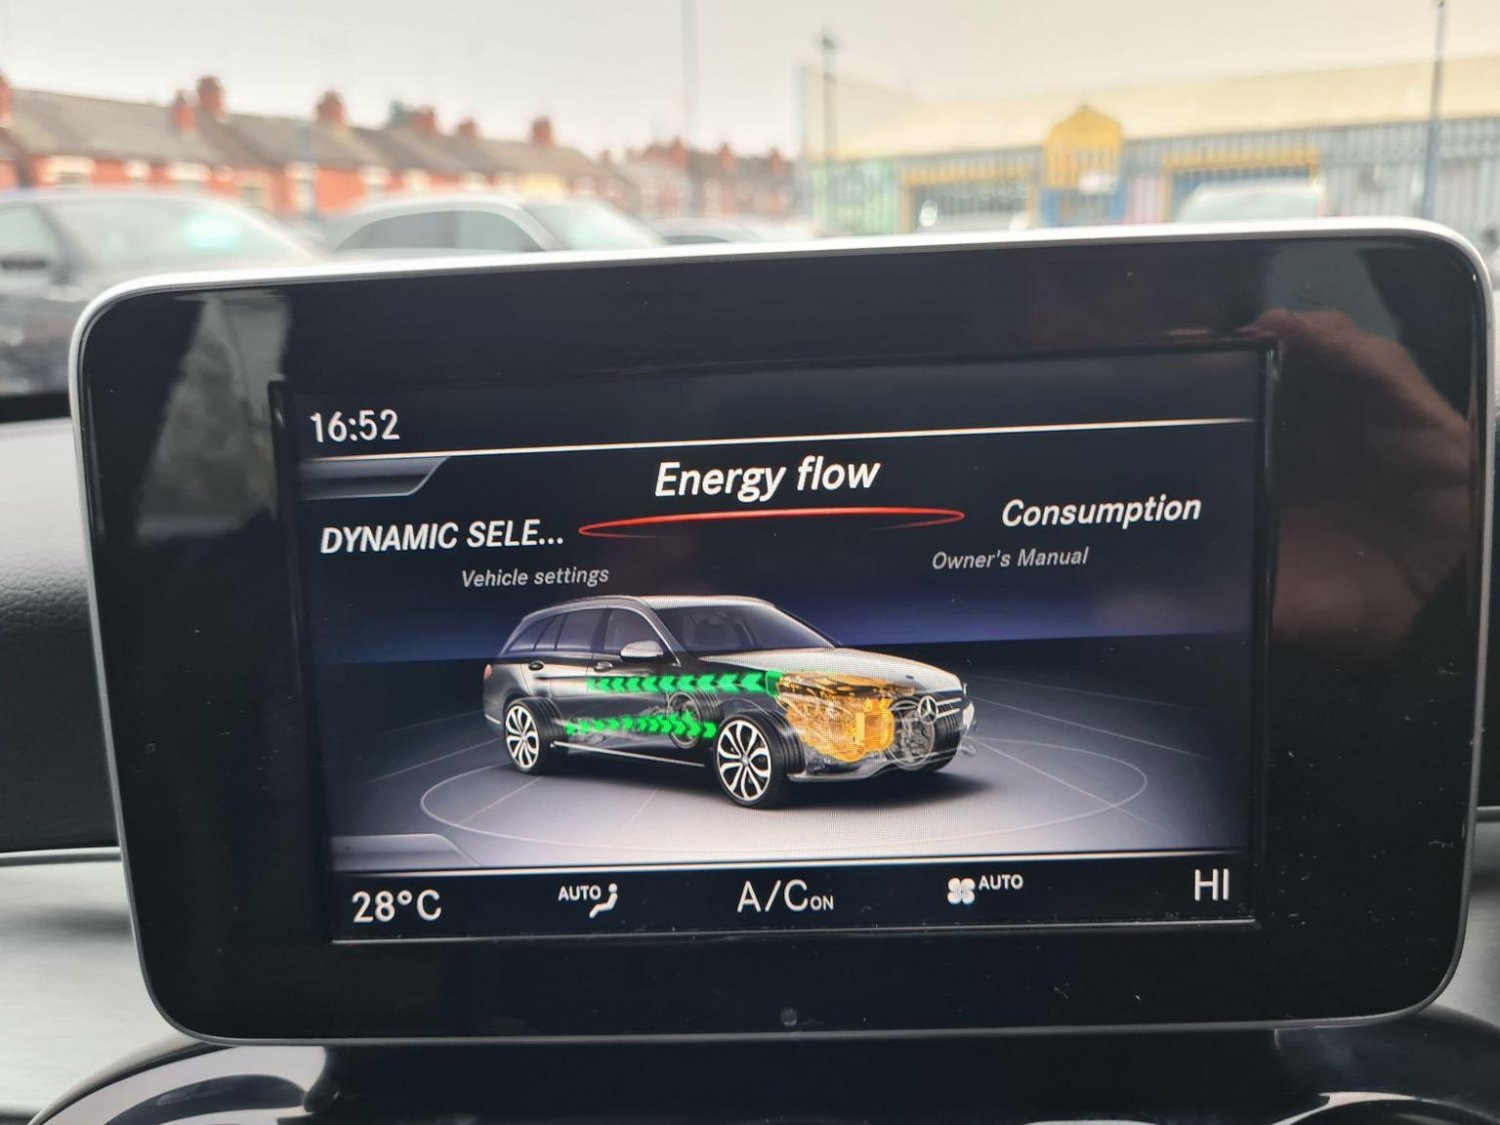 16:52
Energy flow
DYNAMIC SELE...
Consumption
Vehicle settings
Owner's Manual
28°C
AUTO
A/CON
AUTO
HI